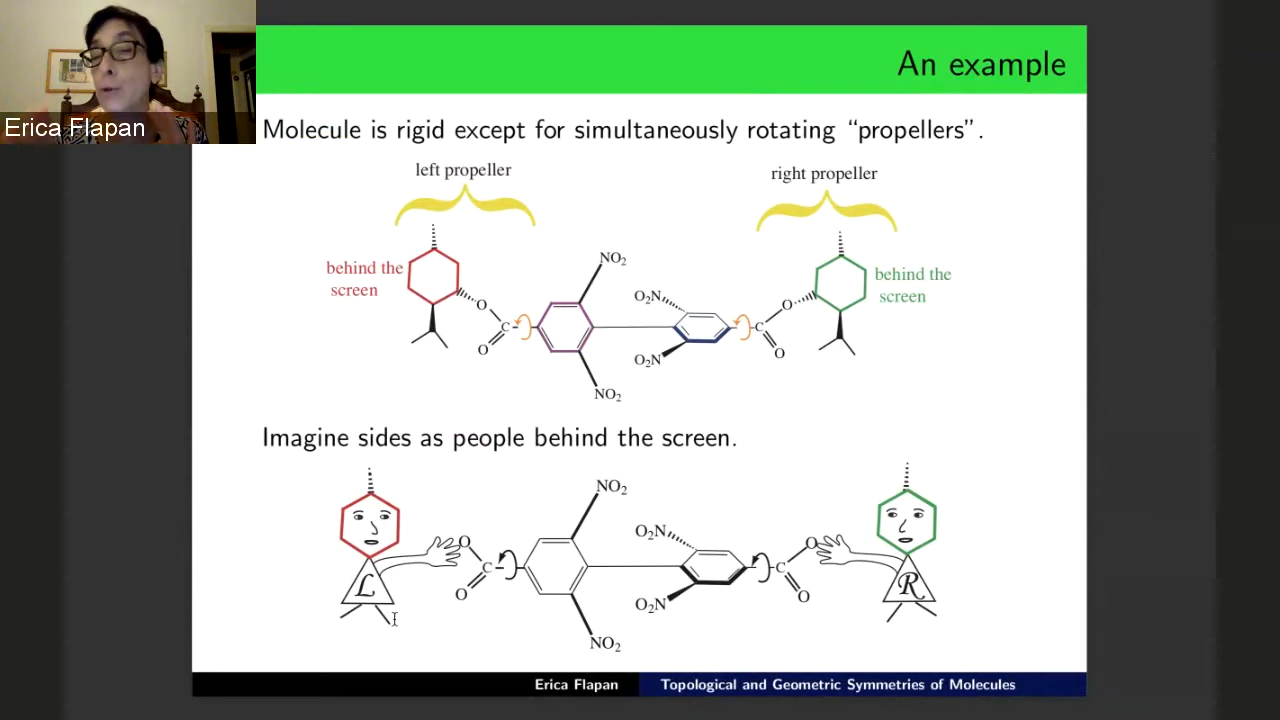 An example
Erica Flapan
Molecule is rigid except for simultaneously rotating “propellers”.
left propeller
right propeller
NO2
behind the
screen
behind the
screen
O2N
O
O
C
C
O
O
O2N
NO2
Imagine sides as people behind the screen.
NO2
O2N
O
O
C
C
L
R
O
O
O2N
NO2
Erica Flapan
Topological and Geometric Symmetries of Molecules